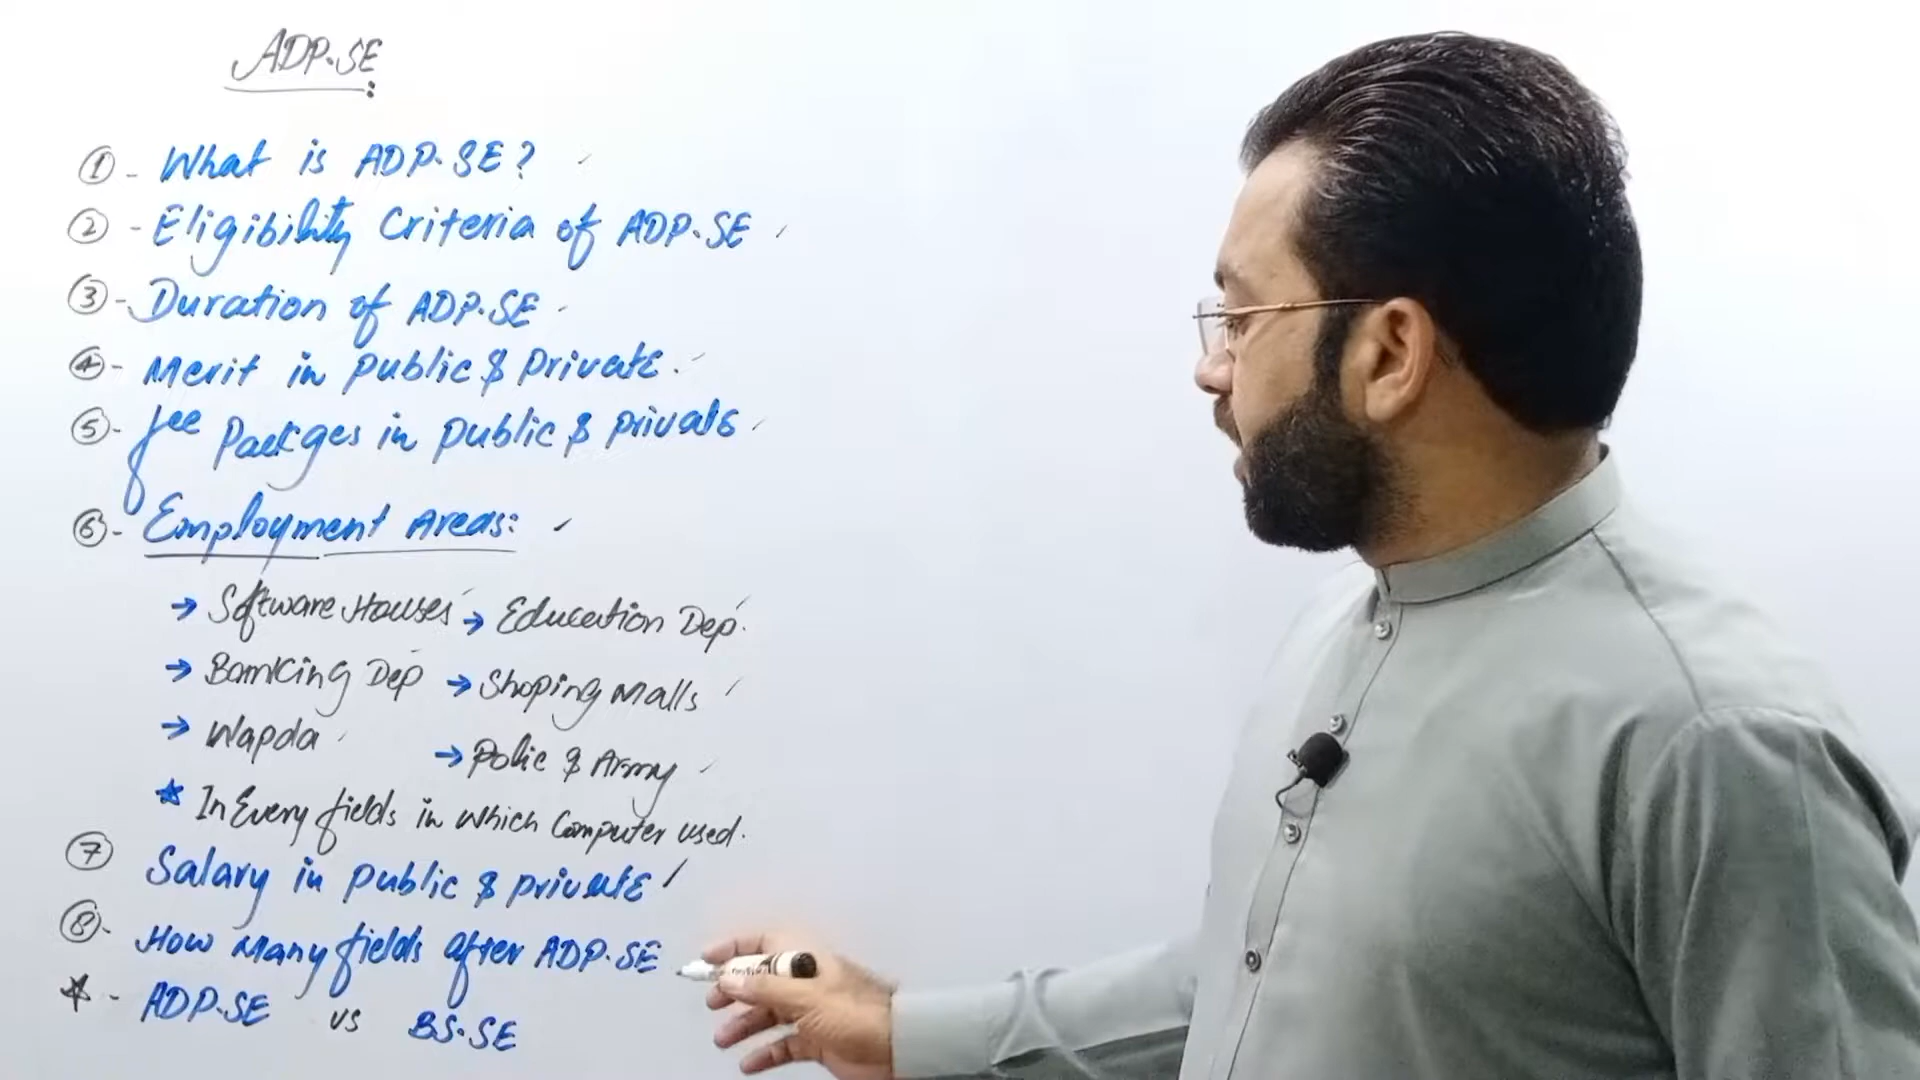 ADP.SE
① - What is ADP.SE?
② - Eligibility Criteria of ADP.SE
③ - Duration of ADP.SE
④ - Merit in public & private.
⑤ - fee Packges in public & private
⑥ - Employment Areas:
→ Software Houses → Education Dep.
→ Banking Dep → Shoping Malls
→ Wapda → Polic & Army
★ In Every fields in which Computer used.
⑦ Salary in public & private
⑧ - How Many fields after ADP.SE
☆ - ADP.SE vs BS.SE